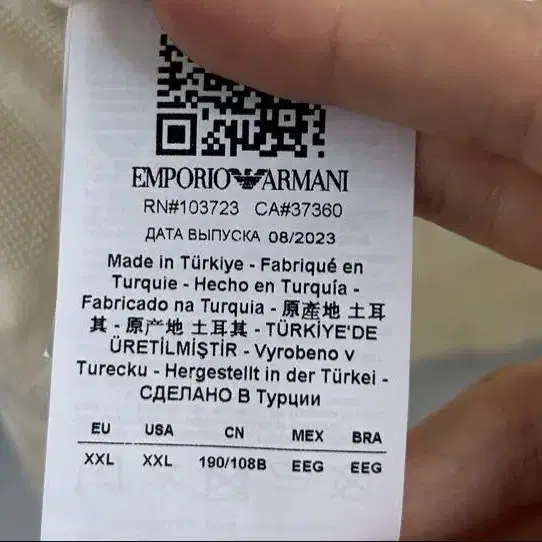 EMPORIO ARMANI
RN#103723 CA#37360
ДАТА ВЫПУСКА 08/2023
Made in Türkiye - Fabriqué en
Turquie - Hecho en Turquía -
Fabricado na Turquia - 原產地 土耳
其 - 原产地 土耳其 - TÜRKİYE'DE
ÜRETİLMİŞTİR - Vyrobeno v
Turecku - Hergestellt in der Türkei -
СДЕЛАНО В Турции
EU USA CN MEX BRA
XXL XXL 190/108B EEG EEG